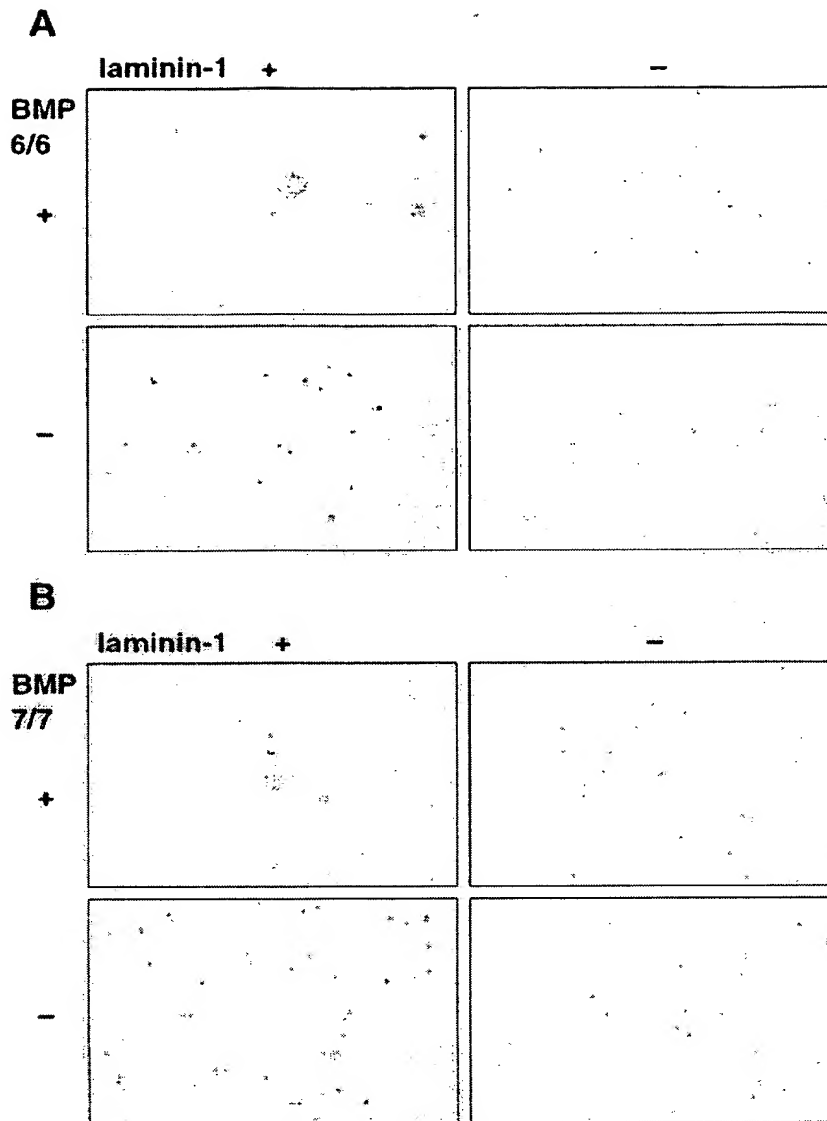 A
laminin-1 + −
BMP
6/6
+
−
B
laminin-1 + −
BMP
7/7
+
−